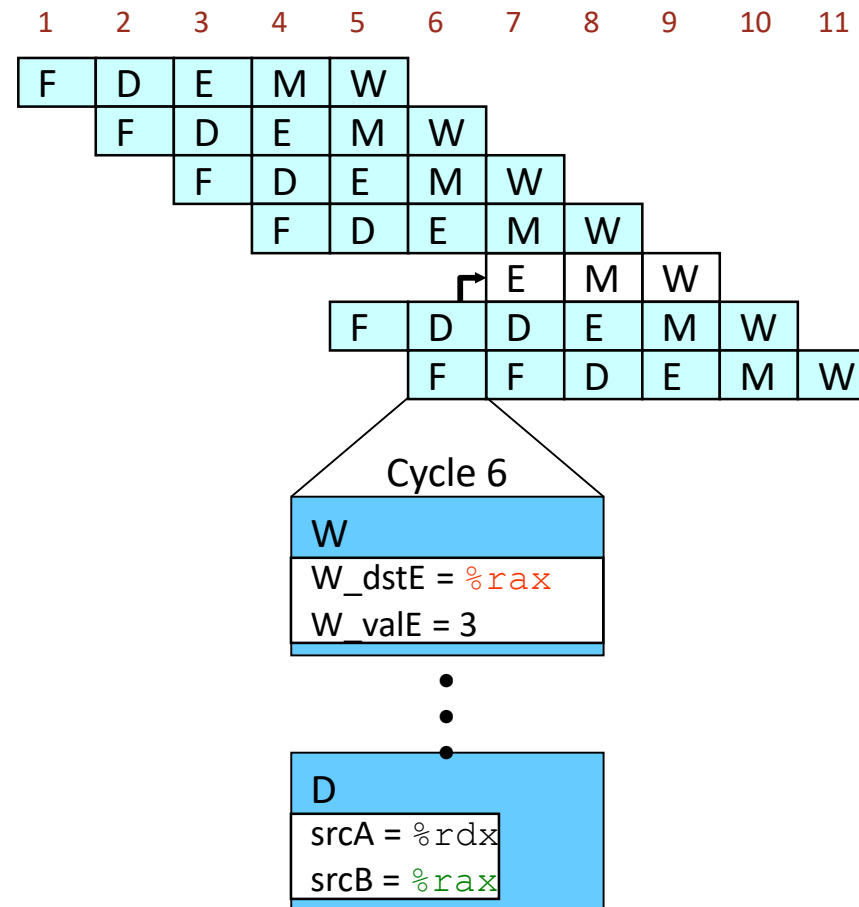 1 2 3 4 5 6 7 8 9 10 11
F D E M W
F D E M W
F D E M W
F D E M W
E M W
F D D E M W
F F D E M W
Cycle 6
W
W_dstE = %rax
W_valE = 3
D
srcA = %rdx
srcB = %rax